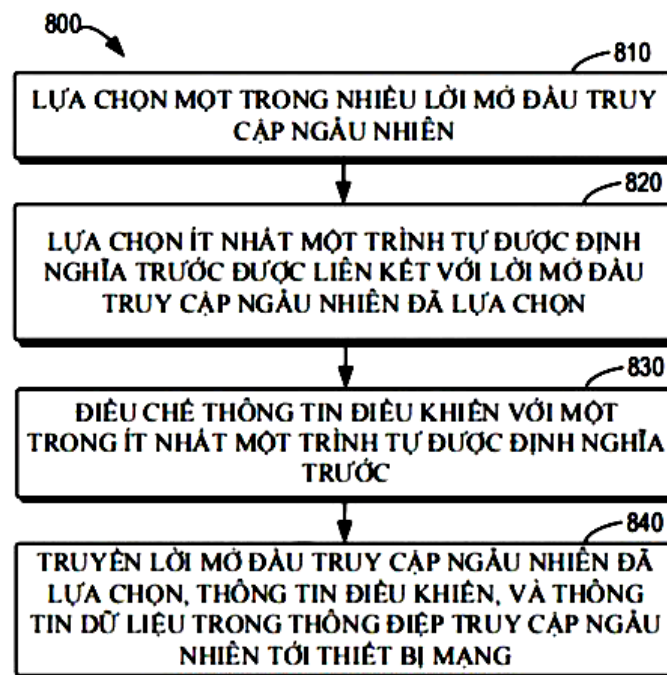 800
810
LỰA CHỌN MỘT TRONG NHIỀU LỜI MỞ ĐẦU TRUY
CẬP NGẪU NHIÊN
820
LỰA CHỌN ÍT NHẤT MỘT TRÌNH TỰ ĐƯỢC ĐỊNH
NGHĨA TRƯỚC ĐƯỢC LIÊN KẾT VỚI LỜI MỞ ĐẦU
TRUY CẬP NGẪU NHIÊN ĐÃ LỰA CHỌN
830
ĐIỀU CHẾ THÔNG TIN ĐIỀU KHIỂN VỚI MỘT
TRONG ÍT NHẤT MỘT TRÌNH TỰ ĐƯỢC ĐỊNH NGHĨA
TRƯỚC
840
TRUYỀN LỜI MỞ ĐẦU TRUY CẬP NGẪU NHIÊN ĐÃ
LỰA CHỌN, THÔNG TIN ĐIỀU KHIỂN, VÀ THÔNG
TIN DỮ LIỆU TRONG THÔNG ĐIỆP TRUY CẬP NGẪU
NHIÊN TỚI THIẾT BỊ MẠNG